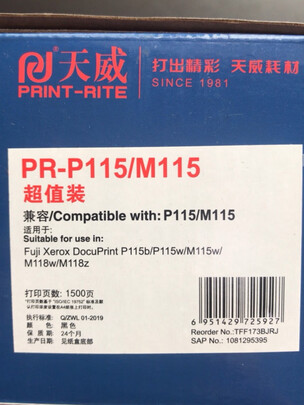 天威
PRINT-RITE
打出精彩 天威耗材
SINCE 1981
PR-P115/M115
超值装
兼容/Compatible with: P115/M115
适用于:
Suitable for use in:
Fuji Xerox DocuPrint P115b/P115w/M115w/
M118w/M118z
打印页数: 1500页
执行标准: Q/ZWL 01-2019
颜 色: 黑 色
保 质 期: 24个月
生产日期: 见纸盒底部
6 951429 725927
Reorder No.:TFF173BJRJ
SAP No.: 1081295395